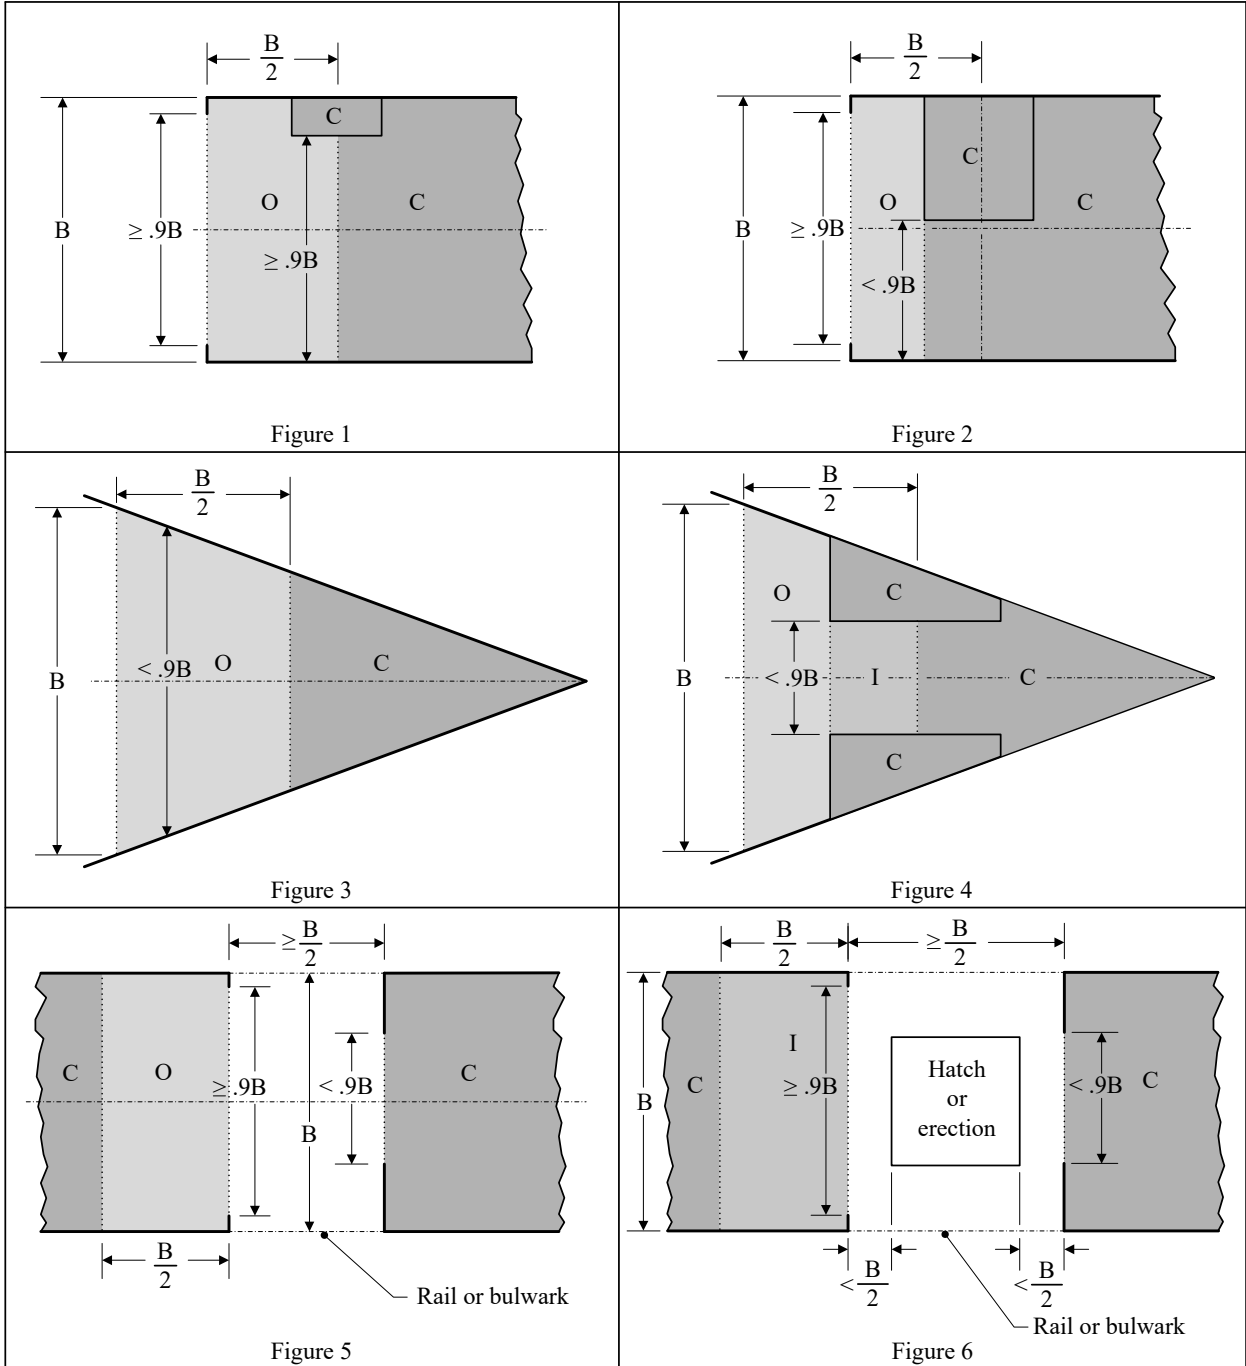 B
2
C
O
C
B
≥ .9B
≥ .9B
Figure 1
B
2
C
O
C
B
≥ .9B
< .9B
Figure 2
B
2
B
< .9B
O
C
Figure 3
B
2
O
C
B
< .9B
I
C
C
Figure 4
≥ B
2
C
O
≥ .9B
< .9B
C
B
B
2
Rail or bulwark
Figure 5
B
2
≥ B
2
I
C
≥ .9B
Hatch
or
erection
< .9B
C
B
< B
2
< B
2
Rail or bulwark
Figure 6